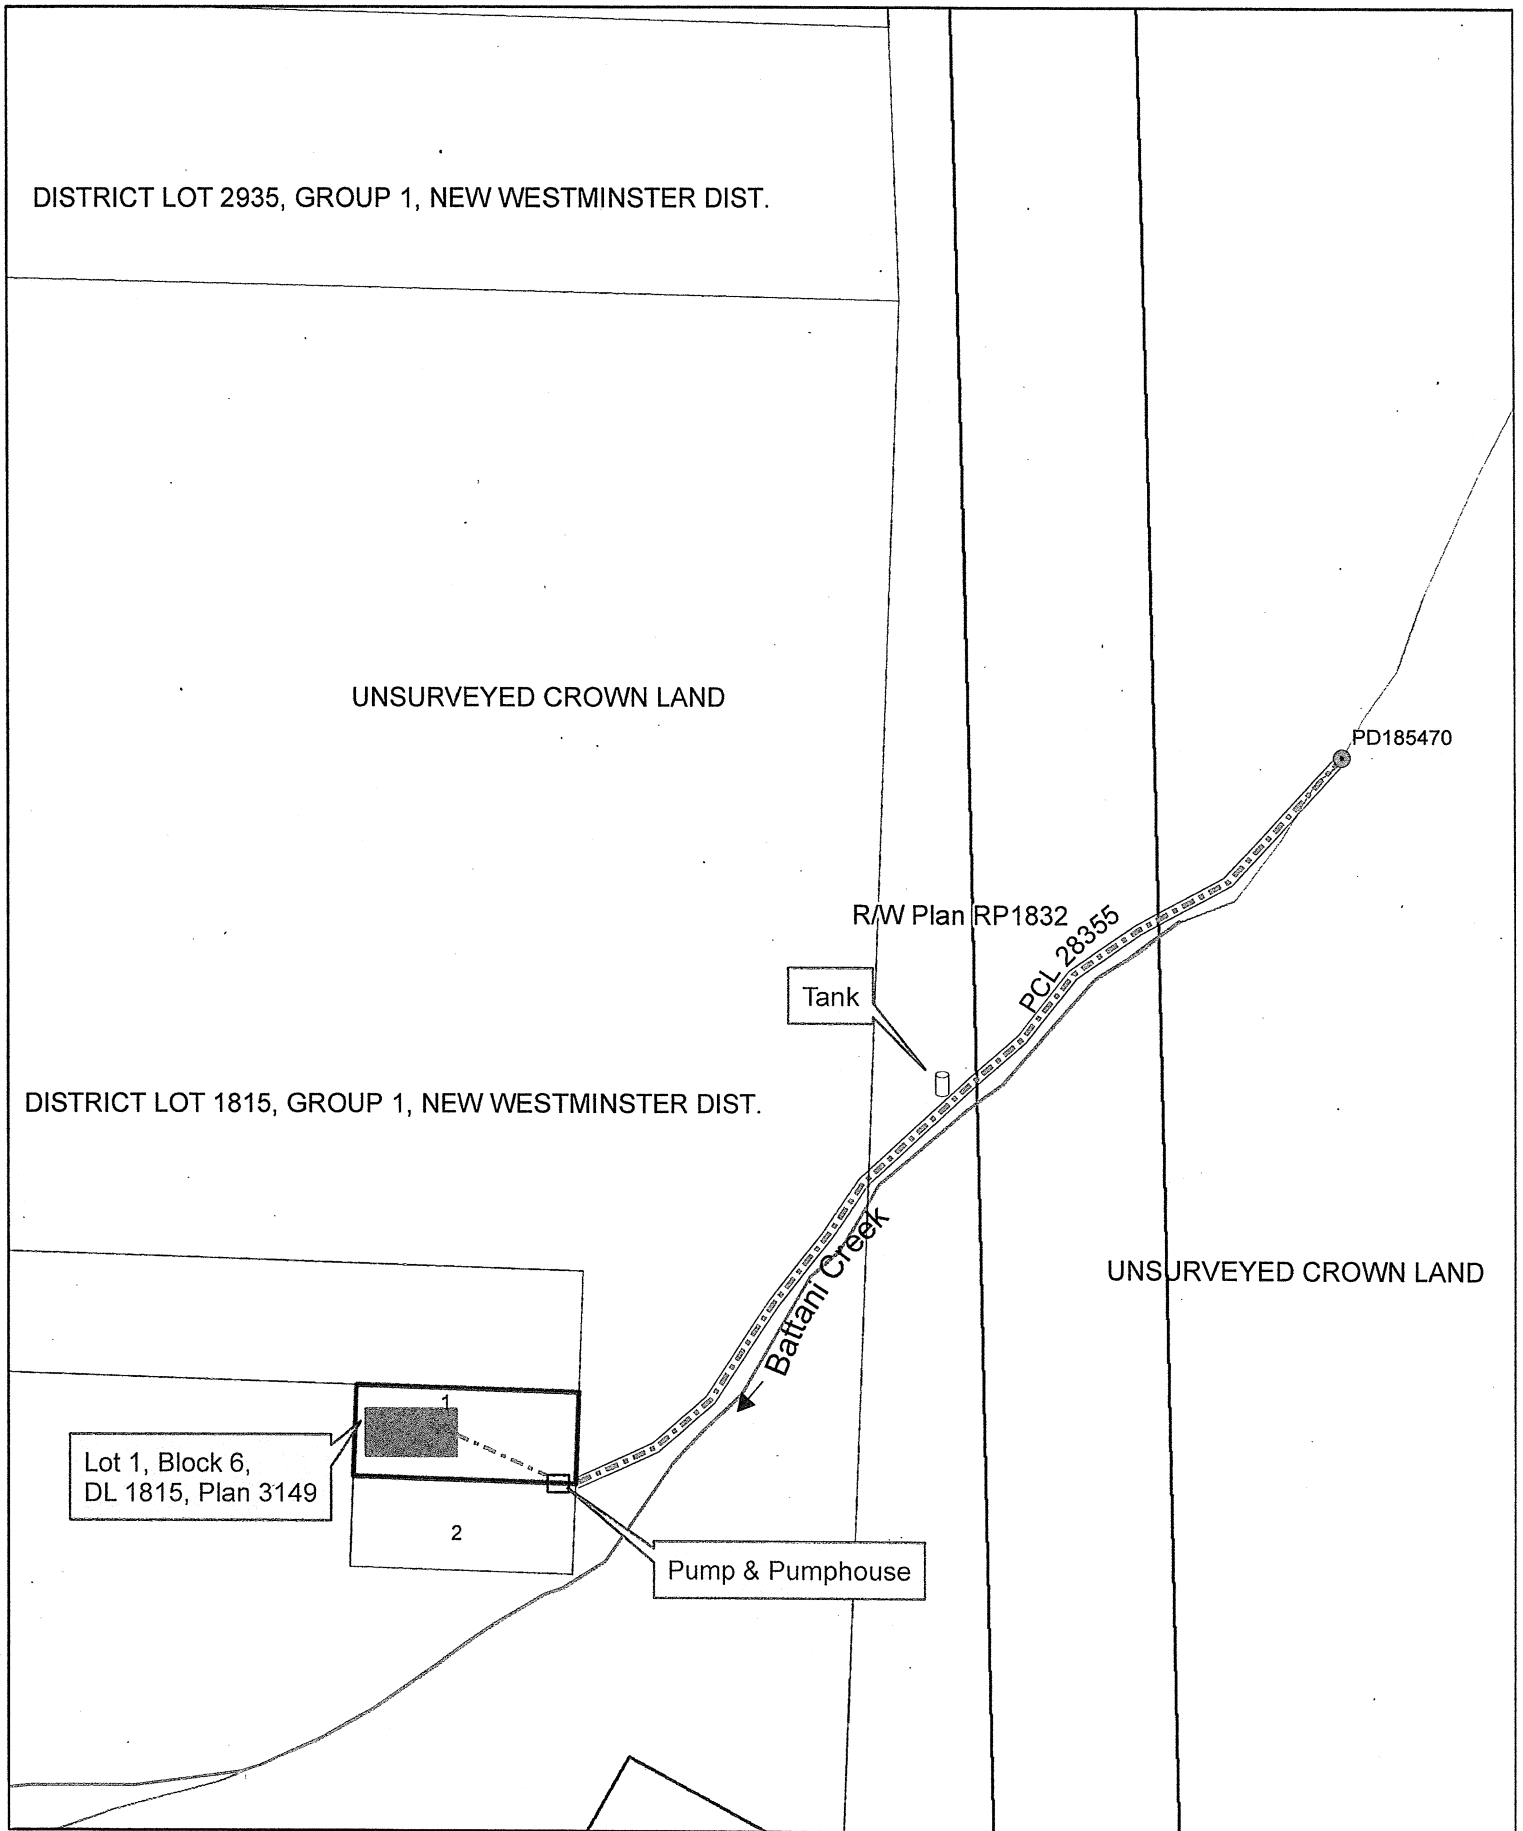 DISTRICT LOT 2935, GROUP 1, NEW WESTMINSTER DIST.
UNSURVEYED CROWN LAND
PD185470
R/W Plan RP1832
PCL 28355
Tank
DISTRICT LOT 1815, GROUP 1, NEW WESTMINSTER DIST.
Battani Creek
UNSURVEYED CROWN LAND
1
Lot 1, Block 6,
DL 1815, Plan 3149
2
Pump & Pumphouse